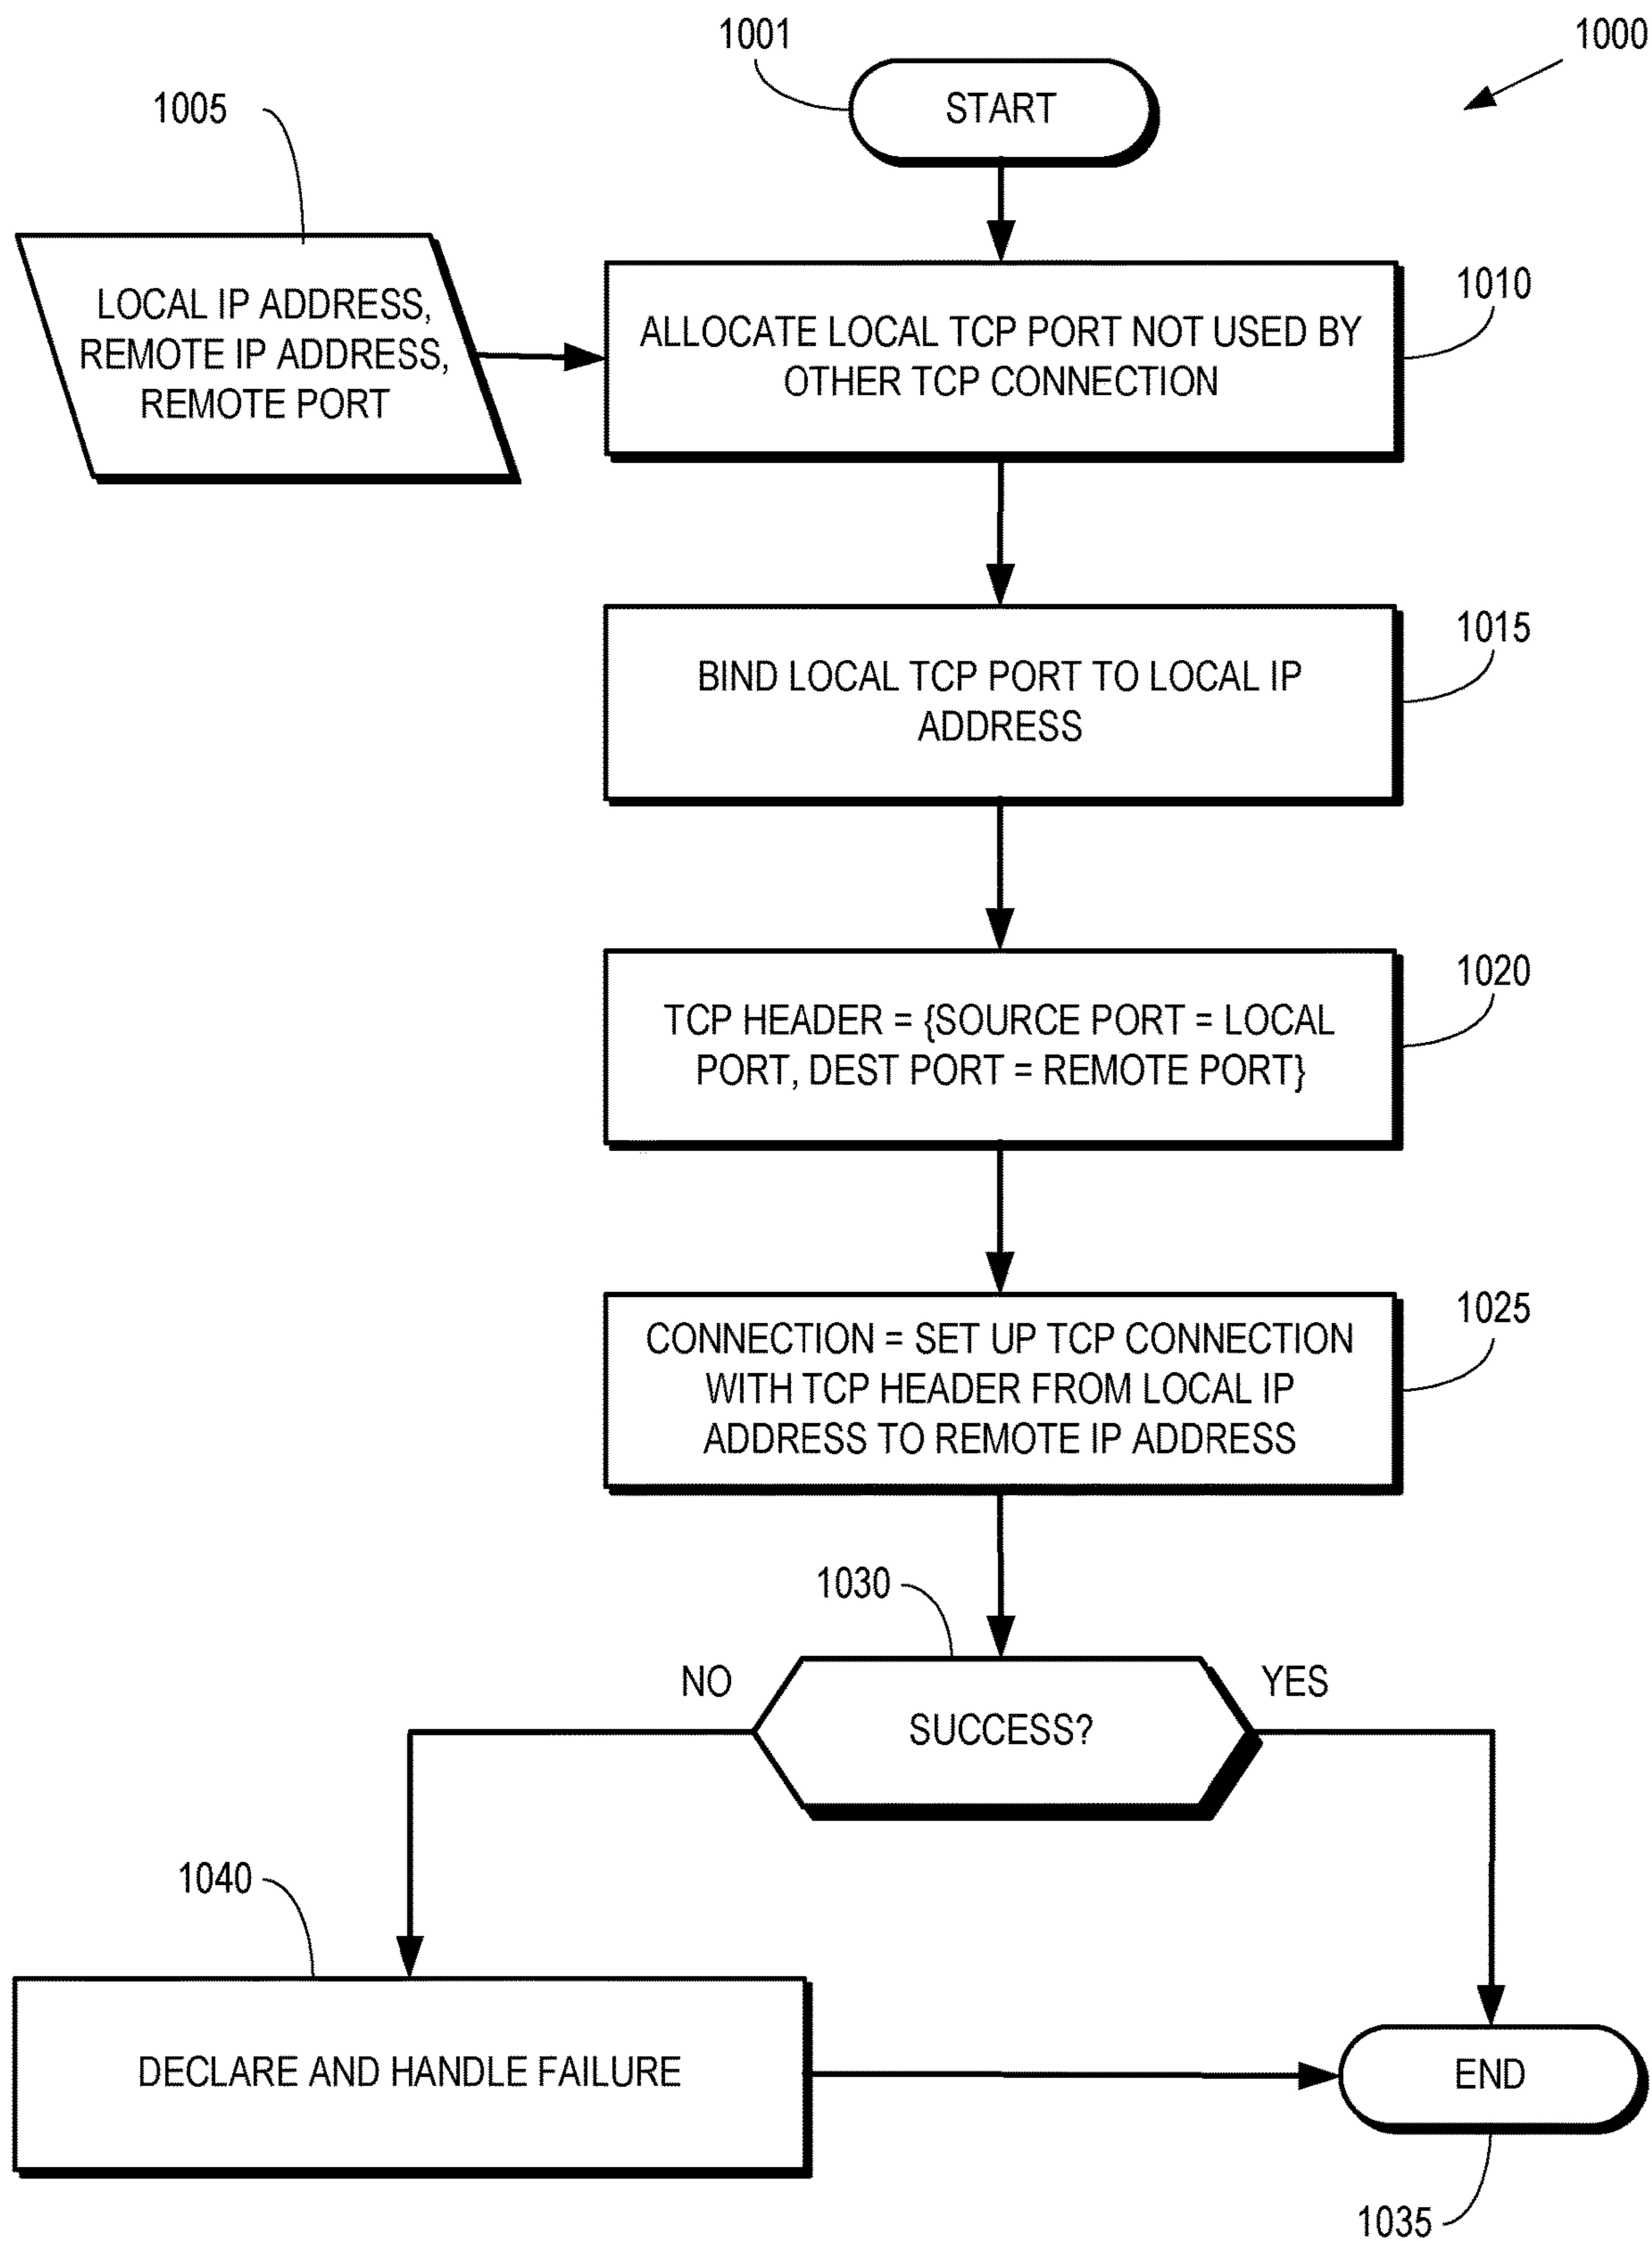 1001
1000
START
1005
LOCAL IP ADDRESS,
REMOTE IP ADDRESS,
REMOTE PORT
1010
ALLOCATE LOCAL TCP PORT NOT USED BY
OTHER TCP CONNECTION
1015
BIND LOCAL TCP PORT TO LOCAL IP
ADDRESS
1020
TCP HEADER = {SOURCE PORT = LOCAL
PORT, DEST PORT = REMOTE PORT}
1025
CONNECTION = SET UP TCP CONNECTION
WITH TCP HEADER FROM LOCAL IP
ADDRESS TO REMOTE IP ADDRESS
1030
NO
YES
SUCCESS?
1040
DECLARE AND HANDLE FAILURE
END
1035